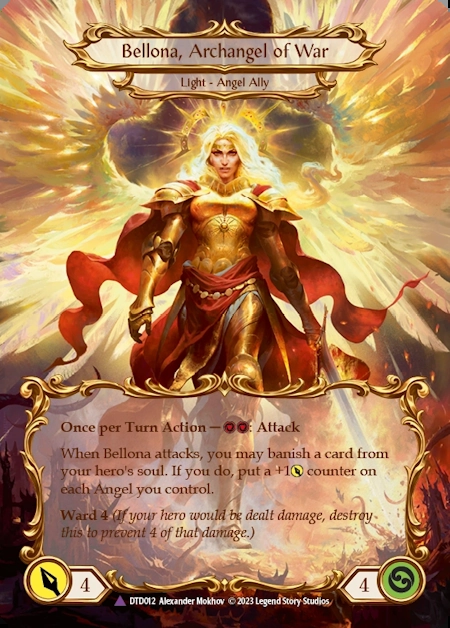 Bellona, Archangel of War
Light - Angel Ally
Once per Turn Action — : Attack
When Bellona attacks, you may banish a card from
your hero's soul. If you do, put a +1 counter on
each Angel you control.
Ward 4 (If your hero would be dealt damage, destroy
this to prevent 4 of that damage.)
4
4
DTD012 Alexander Mokhov © 2023 Legend Story Studios